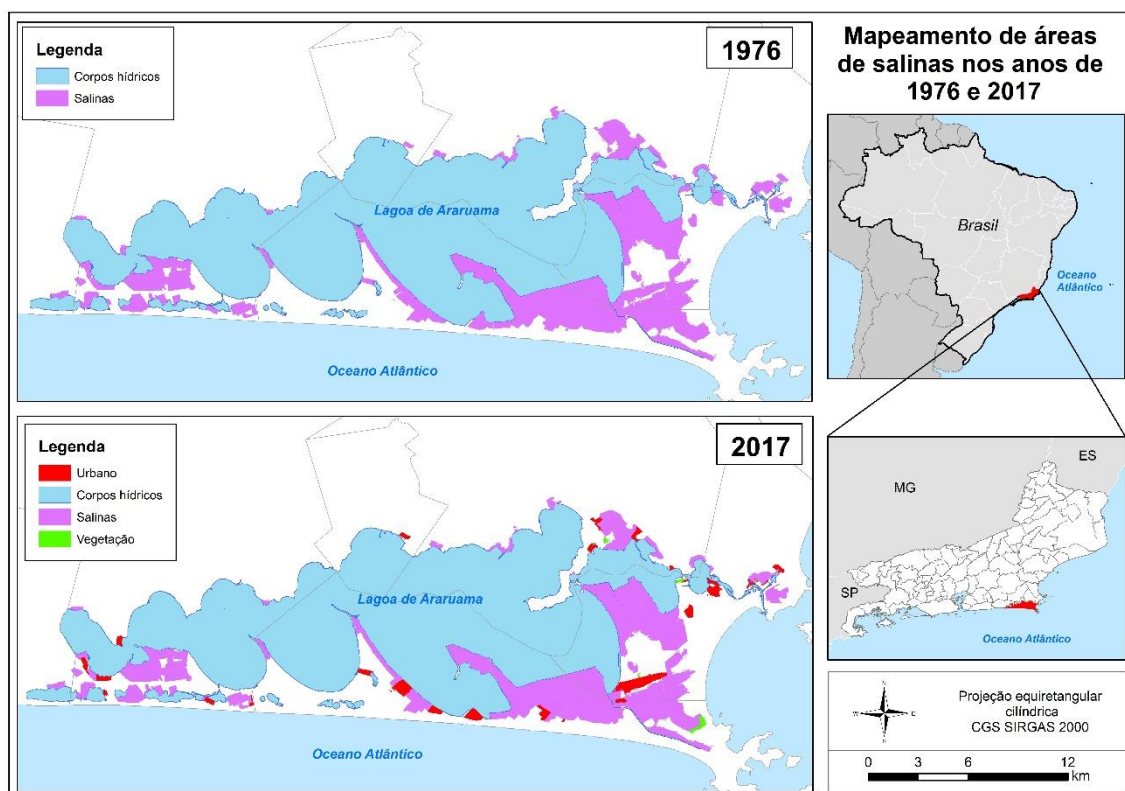 Legenda
Corpos hídricos
Salinas
1976
Lagoa de Araruama
Oceano Atlântico
Legenda
Urbano
Corpos hídricos
Salinas
Vegetação
2017
Lagoa de Araruama
Oceano Atlântico
Mapeamento de áreas
de salinas nos anos de
1976 e 2017
Brasil
Oceano
Atlântico
ES
MG
SP
Oceano Atlântico
N
W
E
S
Projeção equiretangular
cilíndrica
CGS SIRGAS 2000
0 3 6 12
km